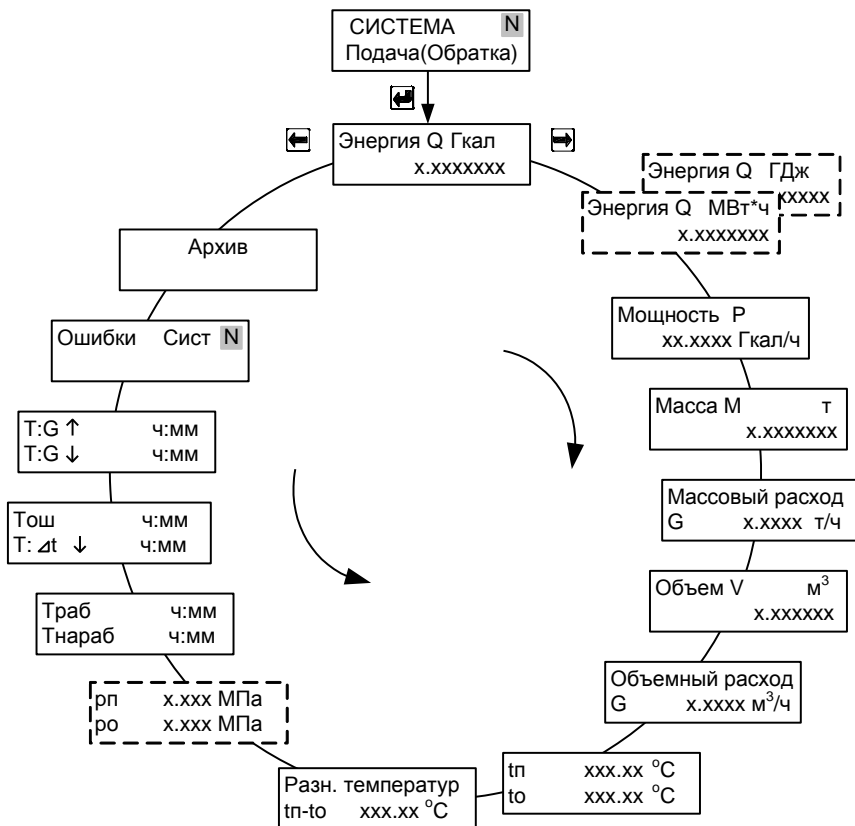 СИСТЕМА N
Подача(Обратка)
Энергия Q Гкал
x.xxxxxxx
Энергия Q ГДж
xxxxx
Энергия Q МВт*ч
x.xxxxxxx
Мощность P
xx.xxxx Гкал/ч
Масса М т
x.xxxxxxx
Массовый расход
G x.xxxx т/ч
Объем V м³
x.xxxxxx
Объемный расход
G x.xxxx м³/ч
tп xxx.xx °C
tо xxx.xx °C
Разн. температур
tп-tо xxx.xx °C
рп x.xxx МПа
ро x.xxx МПа
Траб ч:мм
Тнараб ч:мм
Тош ч:мм
Т: ⊿t ↓ ч:мм
T:G ↑ ч:мм
T:G ↓ ч:мм
Ошибки Сист N
Архив